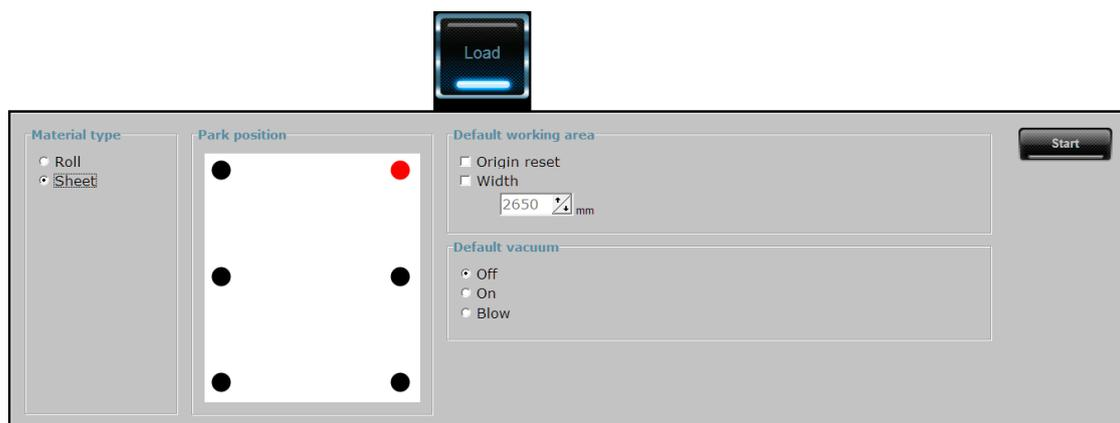 Load
Material type
Roll
Sheet
Park position
Default working area
Origin reset
Width
2650 mm
Default vacuum
Off
On
Blow
Start